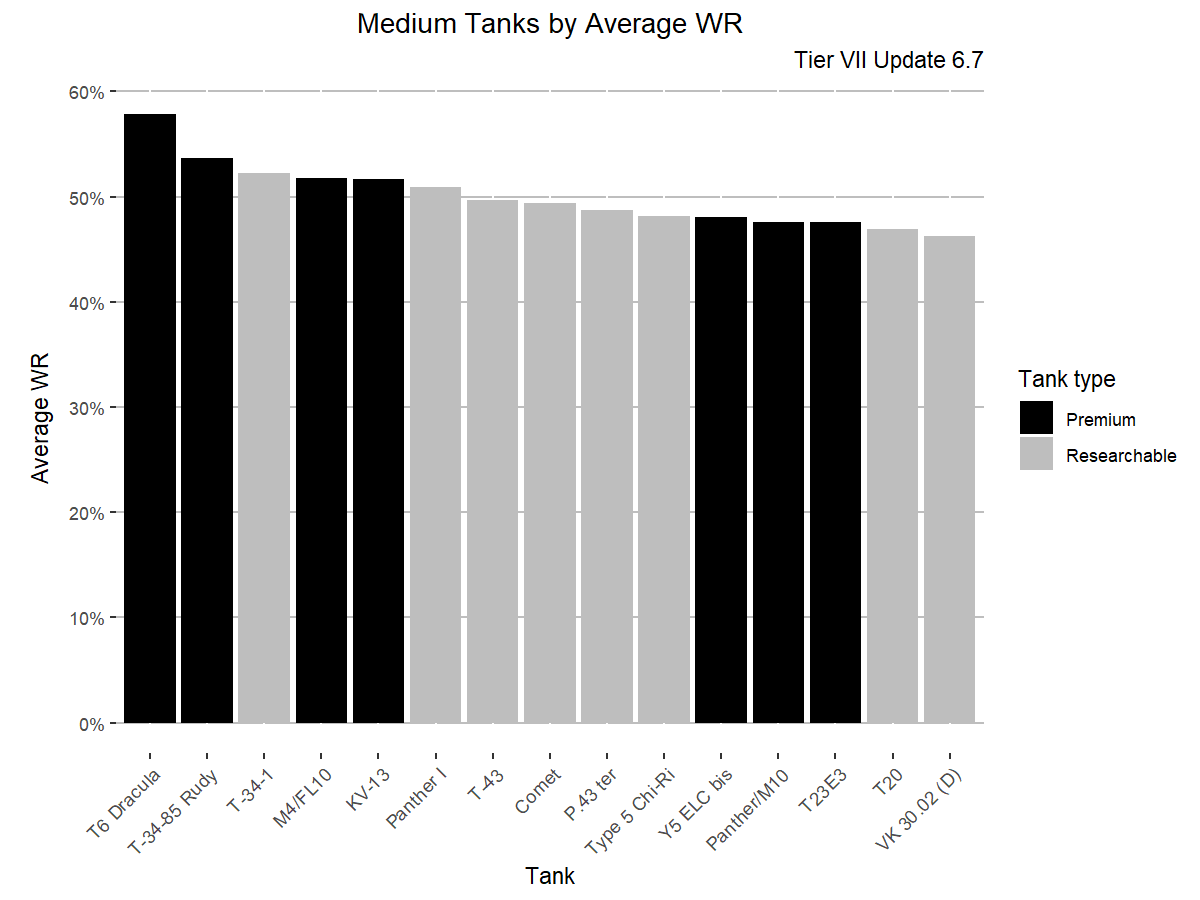 Medium Tanks by Average WR
Tier VII Update 6.7
60%
50%
40%
30%
20%
10%
0%
Average WR
T6 Dracula
T-34-85 Rudy
T-34-1
M4/FL10
KV-13
Panther I
T-43
Comet
P.43 ter
Type 5 Chi-Ri
Y5 ELC bis
Panther/M10
T23E3
T20
VK 30.02 (D)
Tank
Tank type
Premium
Researchable